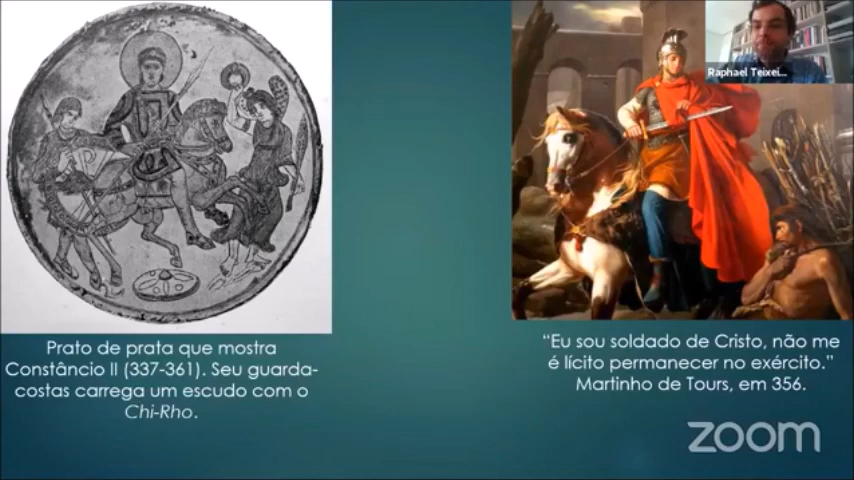 Raphael Teixei...
Prato de prata que mostra
Constâncio II (337-361). Seu guarda-
costas carrega um escudo com o
Chi-Rho.
“Eu sou soldado de Cristo, não me
é lícito permanecer no exército.”
Martinho de Tours, em 356.
zoom